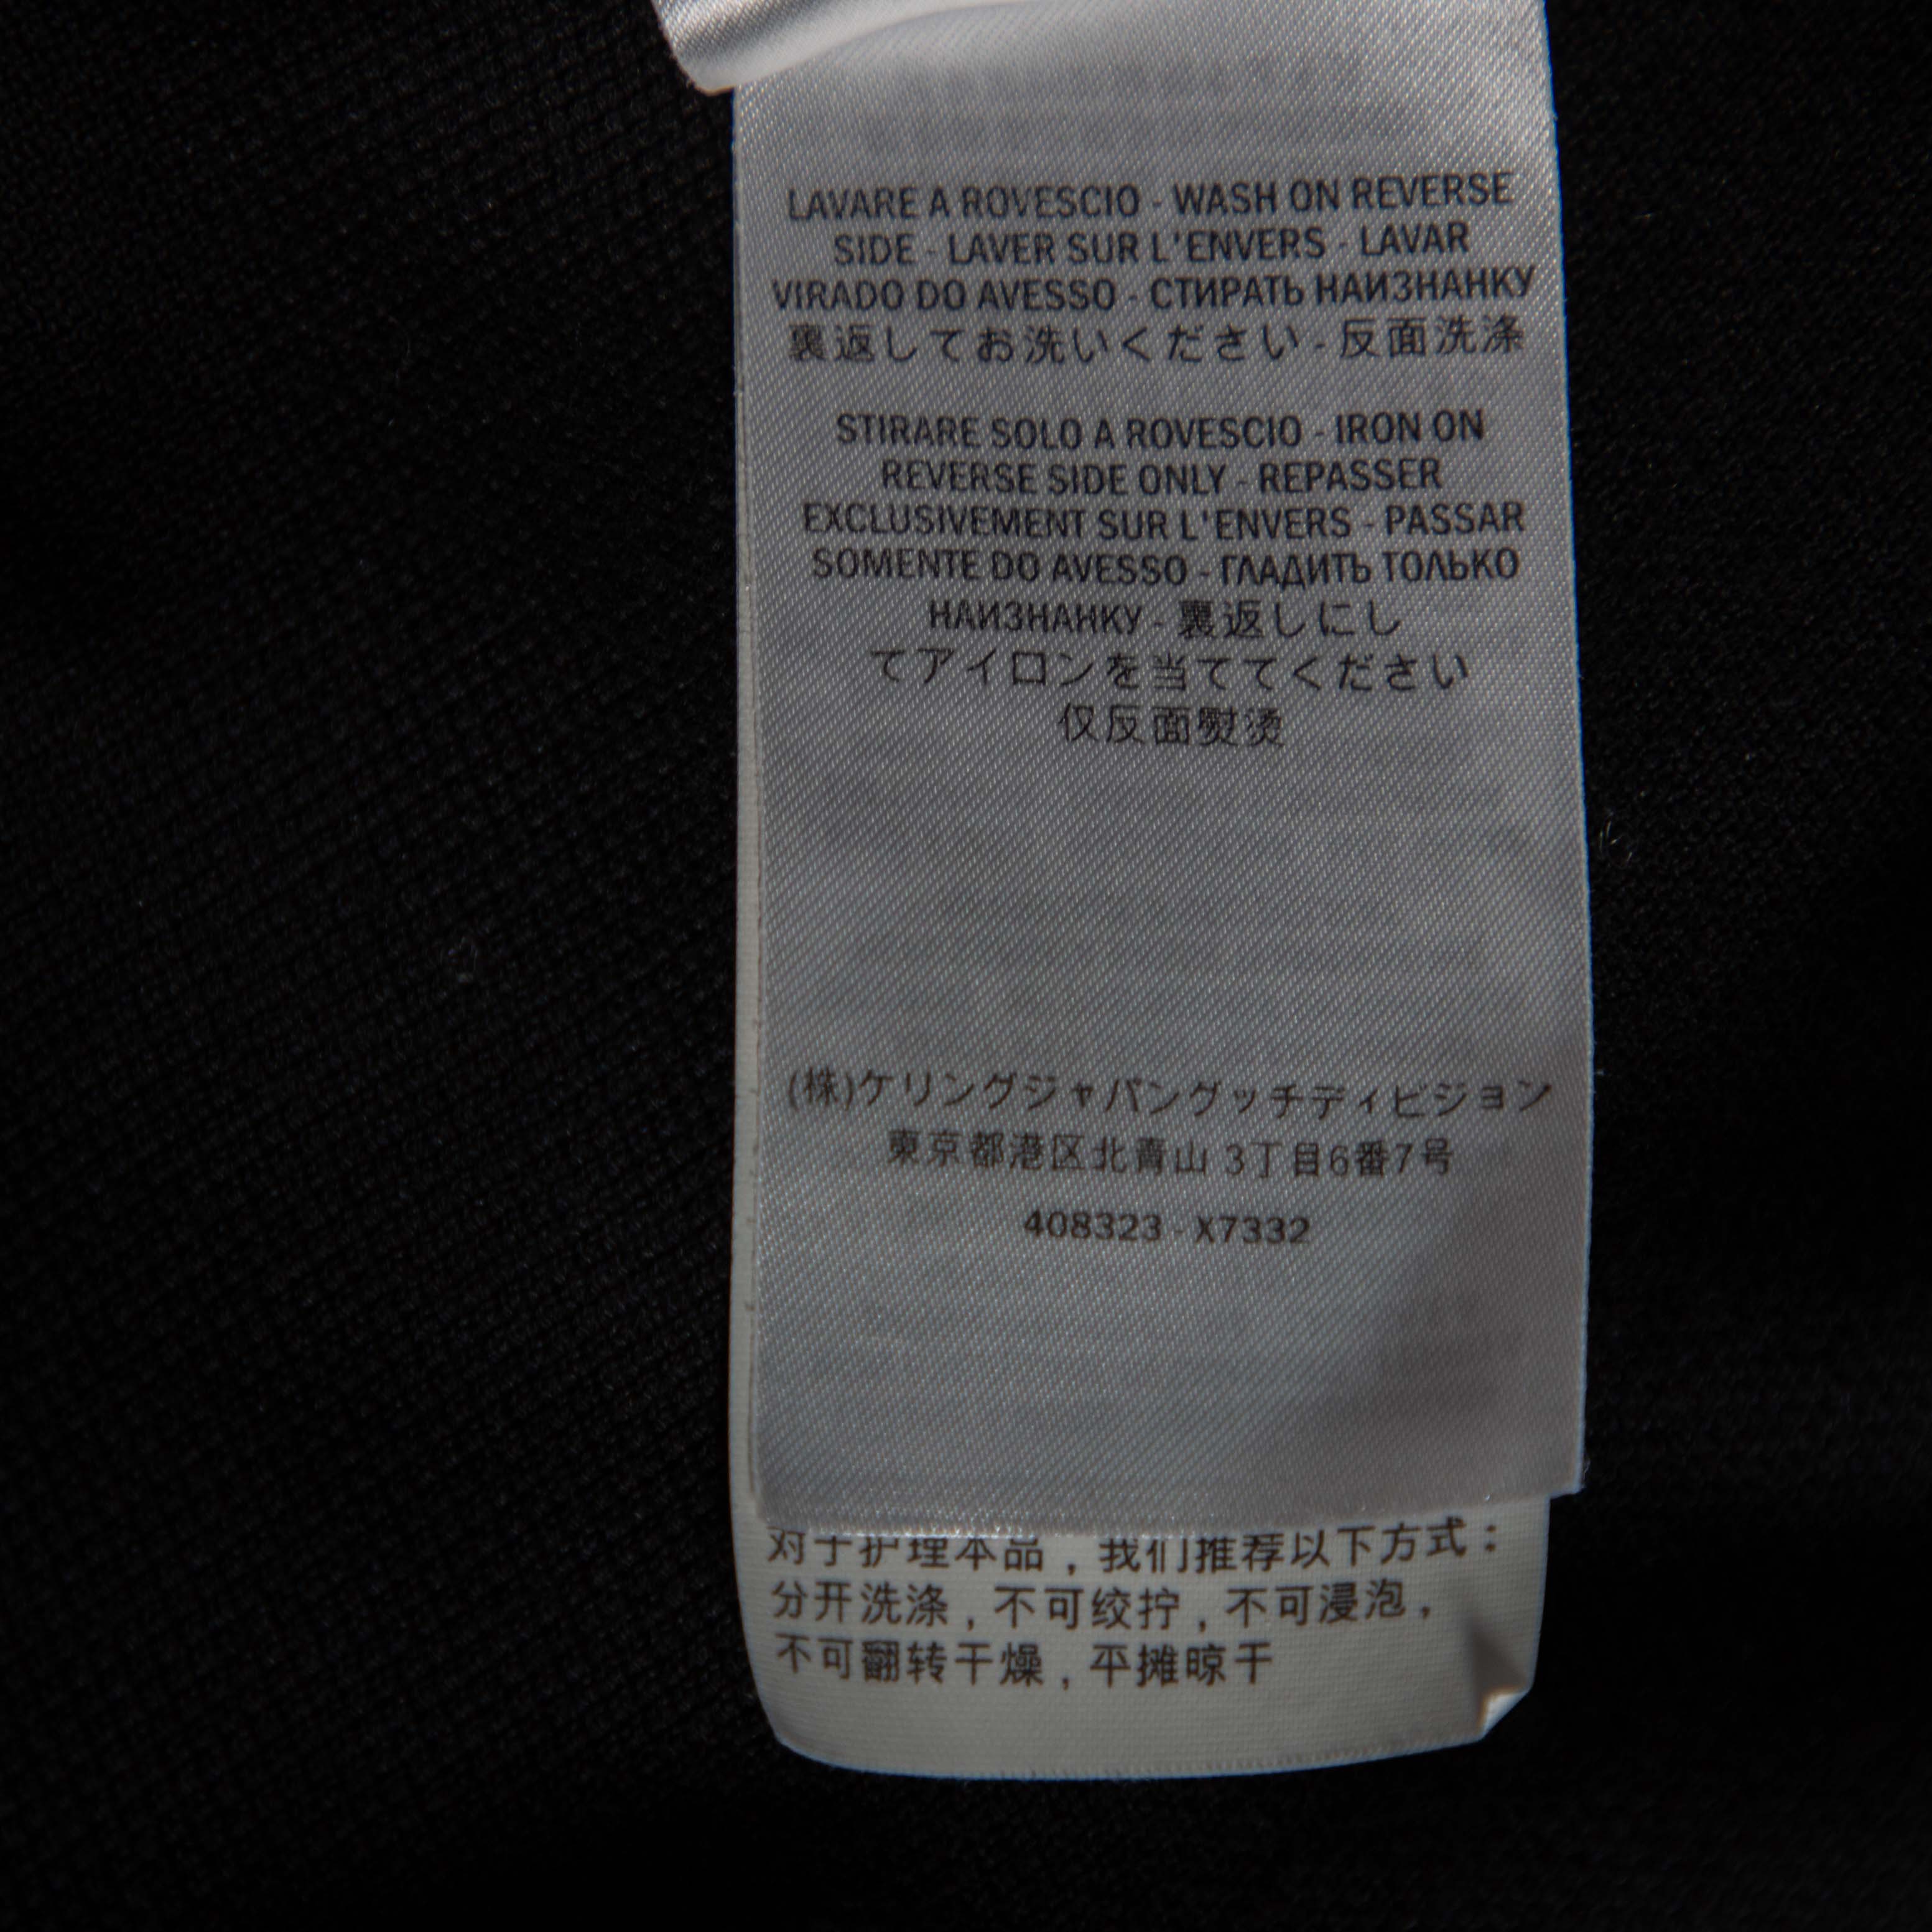 LAVARE A ROVESCIO - WASH ON REVERSE
SIDE - LAVER SUR L'ENVERS - LAVAR
VIRADO DO AVESSO - СТИРАТЬ НАИЗНАНКУ
裏返してお洗いください - 反面洗涤
STIRARE SOLO A ROVESCIO - IRON ON
REVERSE SIDE ONLY - REPASSER
EXCLUSIVEMENT SUR L'ENVERS - PASSAR
SOMENTE DO AVESSO - ГЛАДИТЬ ТОЛЬКО
НАИЗНАНКУ - 裏返しにし
てアイロンを当ててください
仅反面熨烫
(株)ケリングジャパングッチディビジョン
東京都港区北青山 3丁目6番7号
408323 - X7332
对于护理本品，我们推荐以下方式：
分开洗涤，不可绞拧，不可浸泡，
不可翻转干燥，平摊晾干